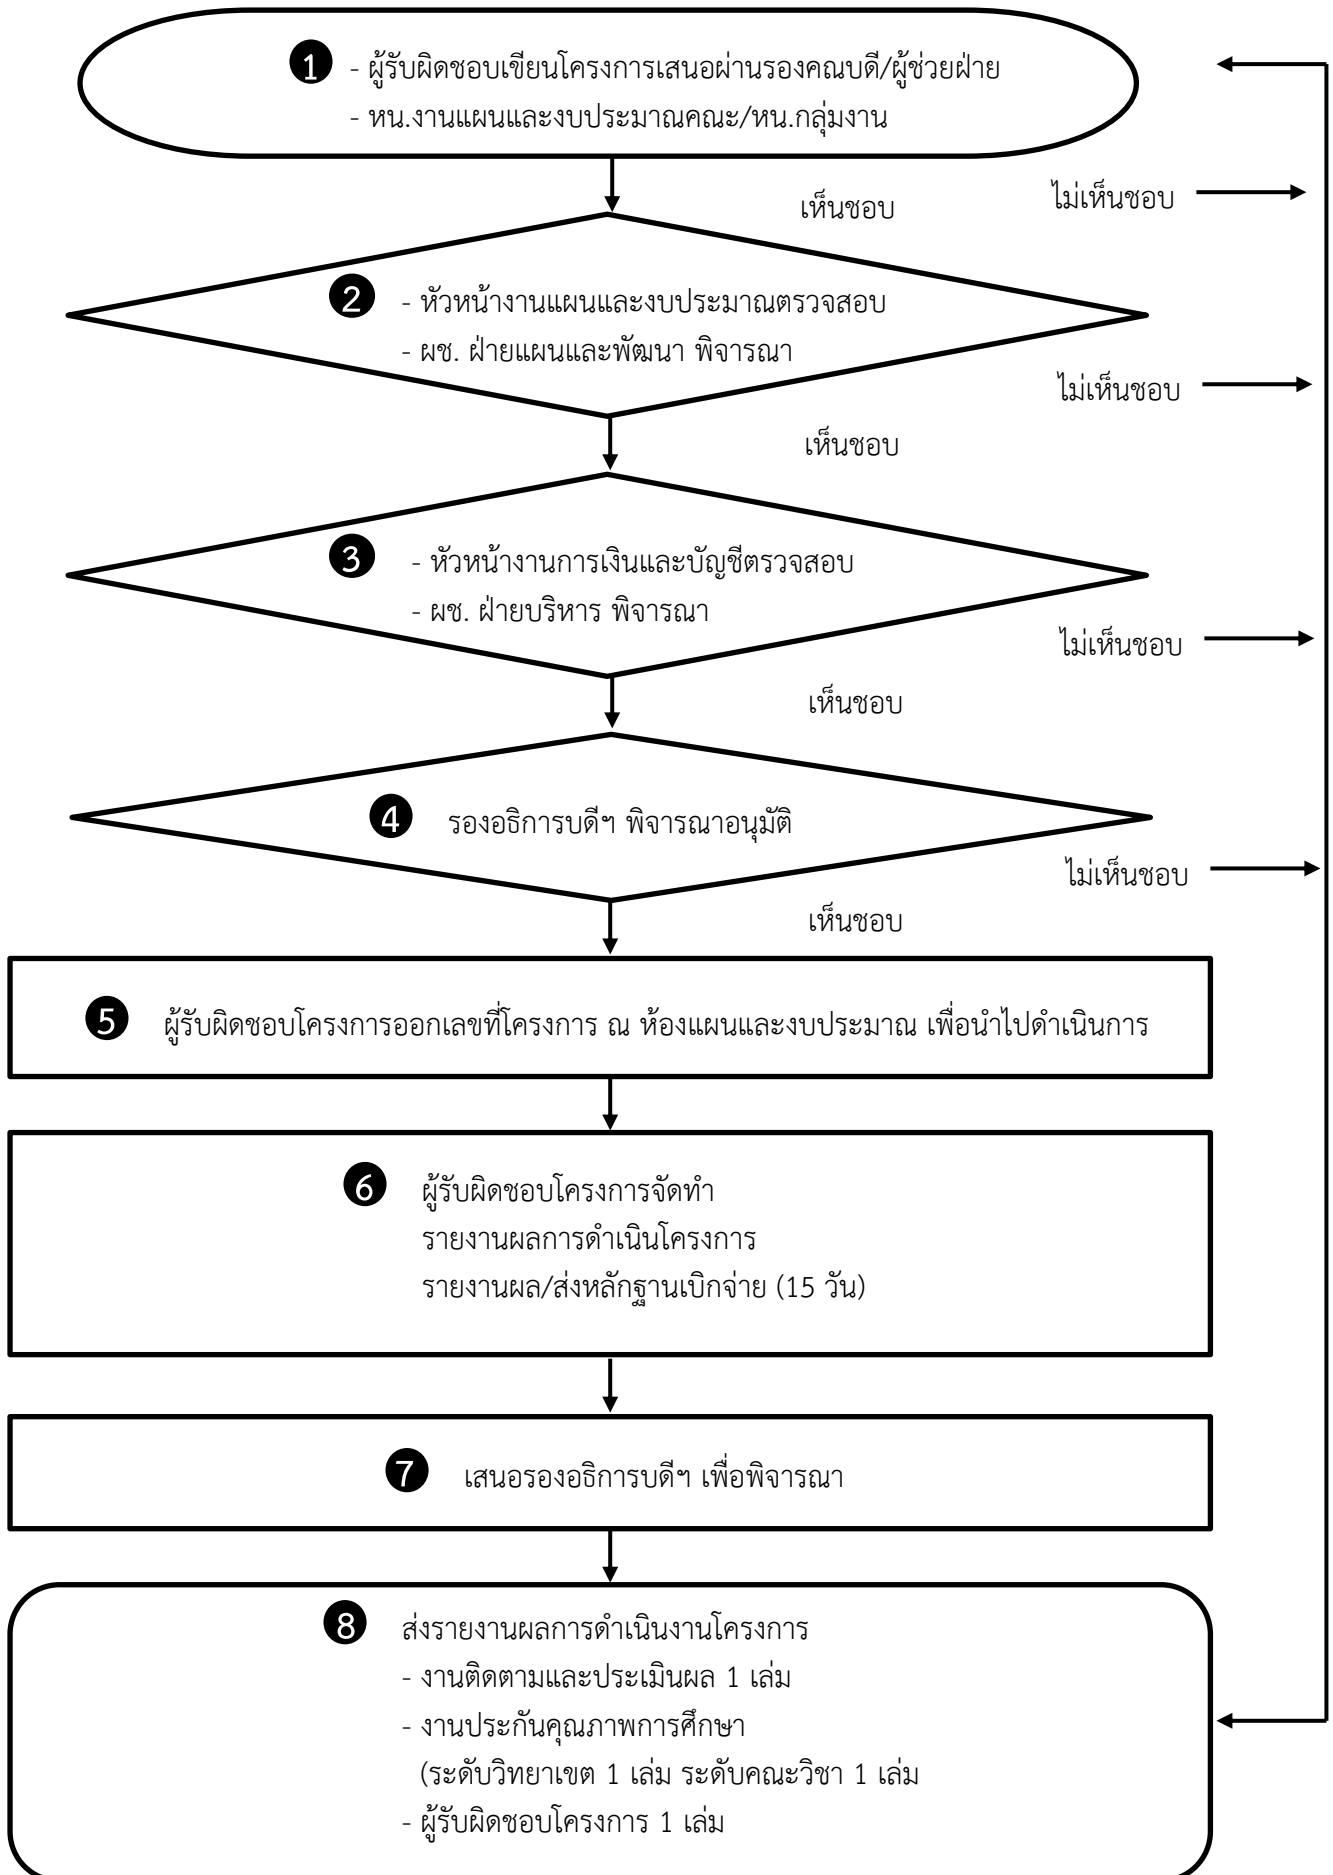 1 - ผู้รับผิดชอบเขียนโครงการเสนอผ่านรองคณบดี/ผู้ช่วยฝ่าย
- หน.งานแผนและงบประมาณคณะ/หน.กลุ่มงาน
เห็นชอบ ไม่เห็นชอบ
2 - หัวหน้างานแผนและงบประมาณตรวจสอบ
- ผช. ฝ่ายแผนและพัฒนา พิจารณา
ไม่เห็นชอบ
เห็นชอบ
3 - หัวหน้างานการเงินและบัญชีตรวจสอบ
- ผช. ฝ่ายบริหาร พิจารณา
ไม่เห็นชอบ
เห็นชอบ
4 รองอธิการบดีฯ พิจารณาอนุมัติ
ไม่เห็นชอบ
เห็นชอบ
5 ผู้รับผิดชอบโครงการออกเลขที่โครงการ ณ ห้องแผนและงบประมาณ เพื่อนำไปดำเนินการ
6 ผู้รับผิดชอบโครงการจัดทำ
รายงานผลการดำเนินโครงการ
รายงานผล/ส่งหลักฐานเบิกจ่าย (15 วัน)
7 เสนอรองอธิการบดีฯ เพื่อพิจารณา
8 ส่งรายงานผลการดำเนินงานโครงการ
- งานติดตามและประเมินผล 1 เล่ม
- งานประกันคุณภาพการศึกษา
(ระดับวิทยาเขต 1 เล่ม ระดับคณะวิชา 1 เล่ม
- ผู้รับผิดชอบโครงการ 1 เล่ม